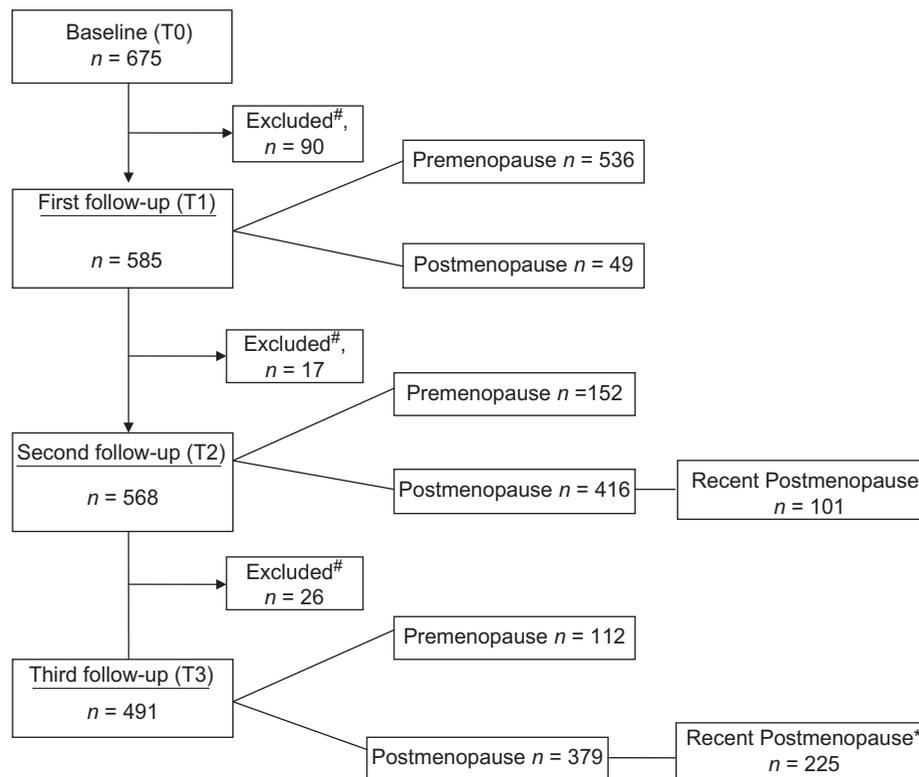 Baseline (T0)
n = 675
Excluded#,
n = 90
Premenopause n = 536
First follow-up (T1)
n = 585
Postmenopause n = 49
Excluded#,
n = 17
Premenopause n =152
Second follow-up (T2)
n = 568
Postmenopause n = 416
Recent Postmenopause
n = 101
Excluded#
n = 26
Premenopause n = 112
Third follow-up (T3)
n = 491
Postmenopause n = 379
Recent Postmenopause*
n = 225